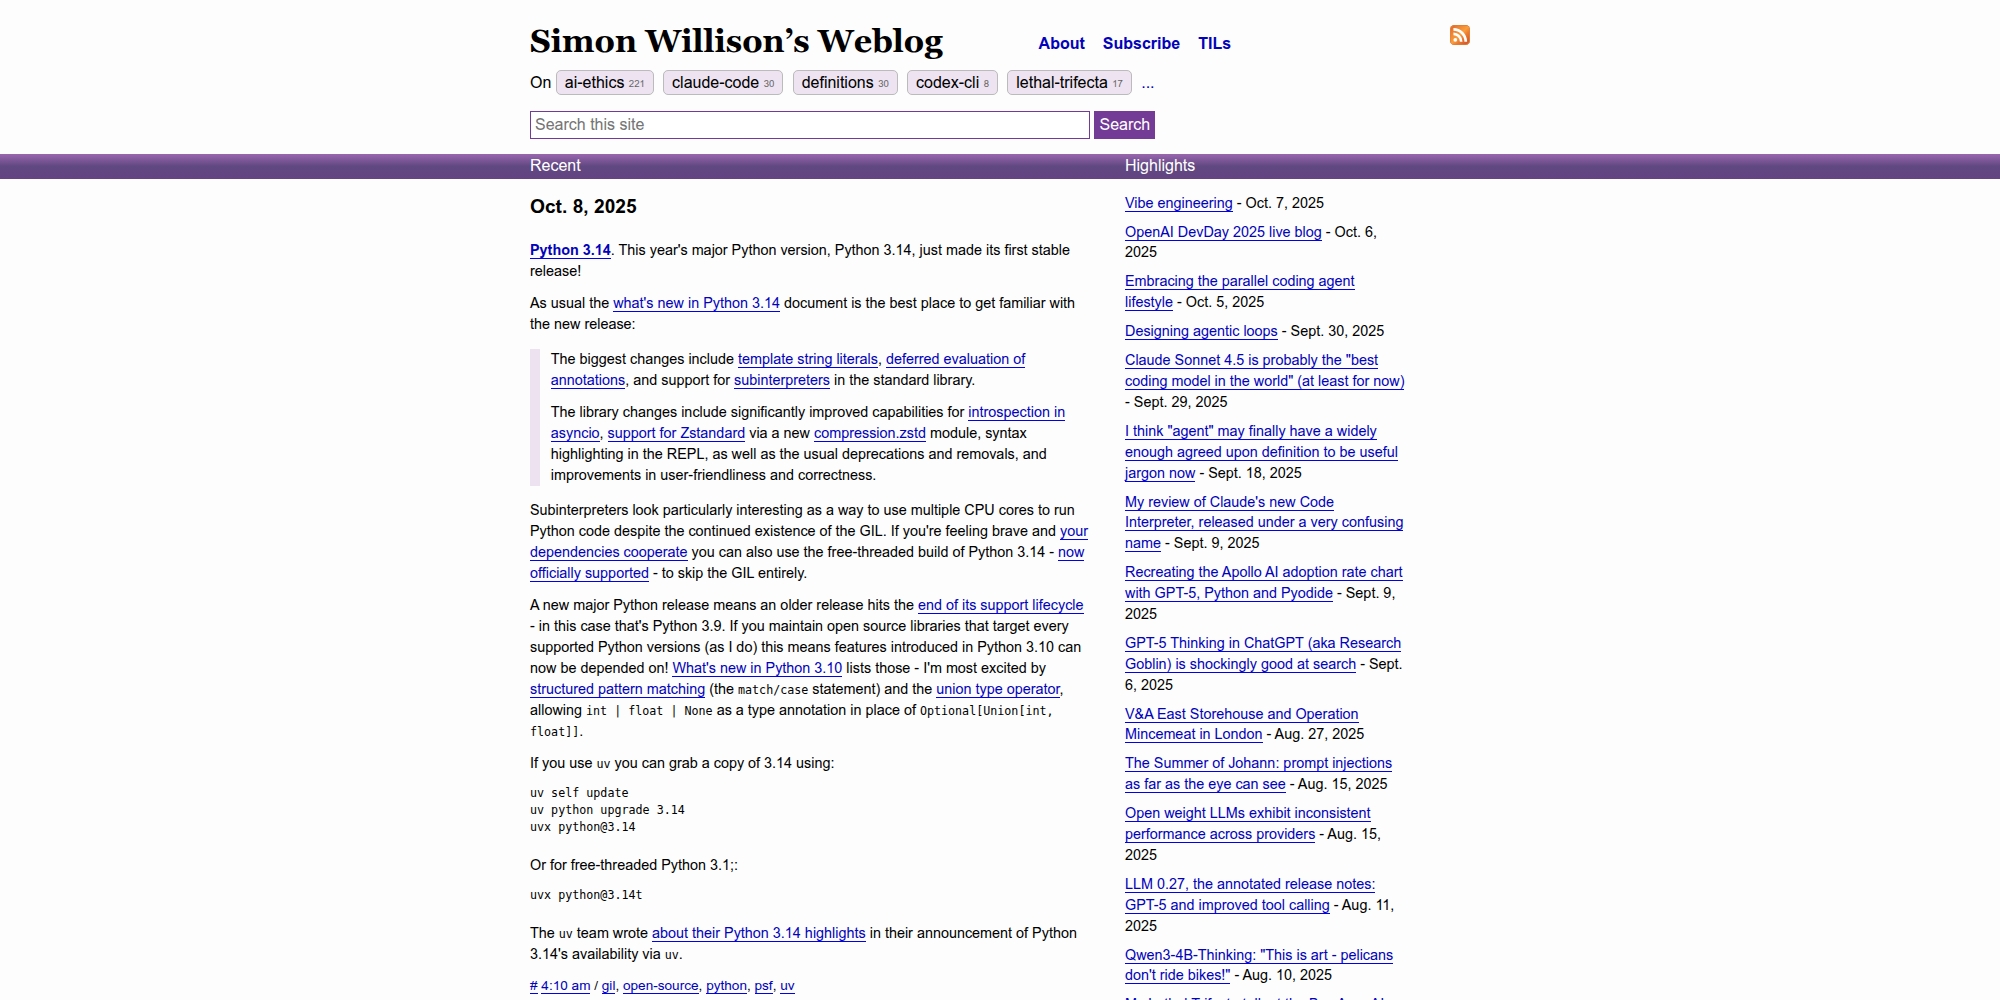 Simon Willison’s Weblog
About Subscribe TILs
On ai-ethics 221 claude-code 30 definitions 30 codex-cli 8 lethal-trifecta 17 ...
Search this site Search
Recent
Oct. 8, 2025
Python 3.14. This year's major Python version, Python 3.14, just made its first stable
release!
As usual the what's new in Python 3.14 document is the best place to get familiar with
the new release:
The biggest changes include template string literals, deferred evaluation of
annotations, and support for subinterpreters in the standard library.
The library changes include significantly improved capabilities for introspection in
asyncio, support for Zstandard via a new compression.zstd module, syntax
highlighting in the REPL, as well as the usual deprecations and removals, and
improvements in user-friendliness and correctness.
Subinterpreters look particularly interesting as a way to use multiple CPU cores to run
Python code despite the continued existence of the GIL. If you're feeling brave and your
dependencies cooperate you can also use the free-threaded build of Python 3.14 - now
officially supported - to skip the GIL entirely.
A new major Python release means an older release hits the end of its support lifecycle
- in this case that's Python 3.9. If you maintain open source libraries that target every
supported Python versions (as I do) this means features introduced in Python 3.10 can
now be depended on! What's new in Python 3.10 lists those - I'm most excited by
structured pattern matching (the match/case statement) and the union type operator,
allowing int | float | None as a type annotation in place of Optional[Union[int,
float]].
If you use uv you can grab a copy of 3.14 using:
uv self update
uv python upgrade 3.14
uvx python@3.14
Or for free-threaded Python 3.1;:
uvx python@3.14t
The uv team wrote about their Python 3.14 highlights in their announcement of Python
3.14's availability via uv.
# 4:10 am / gil, open-source, python, psf, uv
Highlights
Vibe engineering - Oct. 7, 2025
OpenAI DevDay 2025 live blog - Oct. 6,
2025
Embracing the parallel coding agent
lifestyle - Oct. 5, 2025
Designing agentic loops - Sept. 30, 2025
Claude Sonnet 4.5 is probably the "best
coding model in the world" (at least for now)
- Sept. 29, 2025
I think "agent" may finally have a widely
enough agreed upon definition to be useful
jargon now - Sept. 18, 2025
My review of Claude's new Code
Interpreter, released under a very confusing
name - Sept. 9, 2025
Recreating the Apollo AI adoption rate chart
with GPT-5, Python and Pyodide - Sept. 9,
2025
GPT-5 Thinking in ChatGPT (aka Research
Goblin) is shockingly good at search - Sept.
6, 2025
V&A East Storehouse and Operation
Mincemeat in London - Aug. 27, 2025
The Summer of Johann: prompt injections
as far as the eye can see - Aug. 15, 2025
Open weight LLMs exhibit inconsistent
performance across providers - Aug. 15,
2025
LLM 0.27, the annotated release notes:
GPT-5 and improved tool calling - Aug. 11,
2025
Qwen3-4B-Thinking: "This is art - pelicans
don't ride bikes!" - Aug. 10, 2025